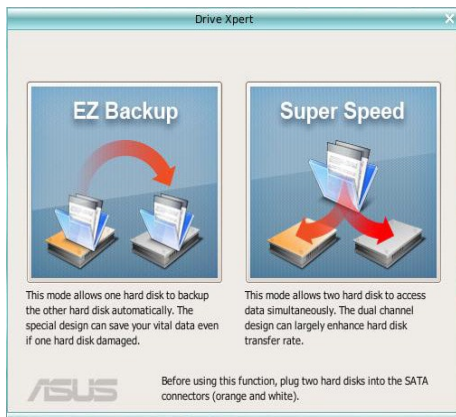 Drive Xpert
EZ Backup
This mode allows one hard disk to backup
the other hard disk automatically. The
special design can save your vital data even
if one hard disk damaged.
Super Speed
This mode allows two hard disk to access
data simultaneously. The dual channel
design can largely enhance hard disk
transfer rate.
ASUS
Before using this function, plug two hard disks into the SATA
connectors (orange and white).